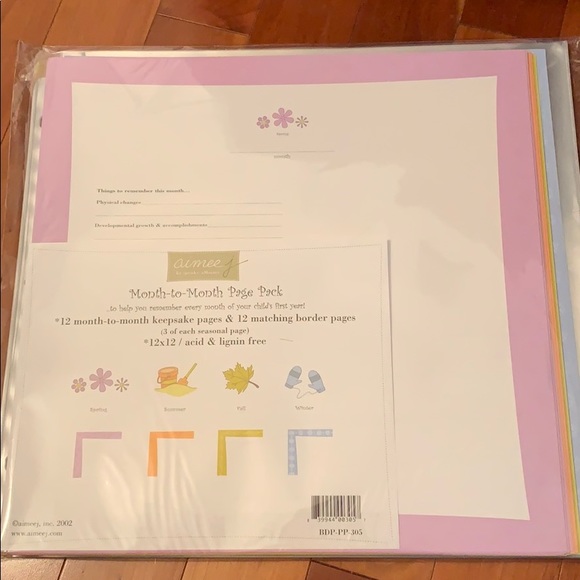 spring
month
Things to remember this month...
Physical changes
Developmental growth & accomplishments
aimeej
Month-to-Month Page Pack
...to help you remember every month of your child's first year!
*12 month-to-month keepsake pages & 12 matching border pages
(3 of each seasonal page)
*12x12 / acid & lignin free
Spring
Summer
Fall
Winter
©aimeej, inc. 2002
www.aimeej.com
BDP-PP-305